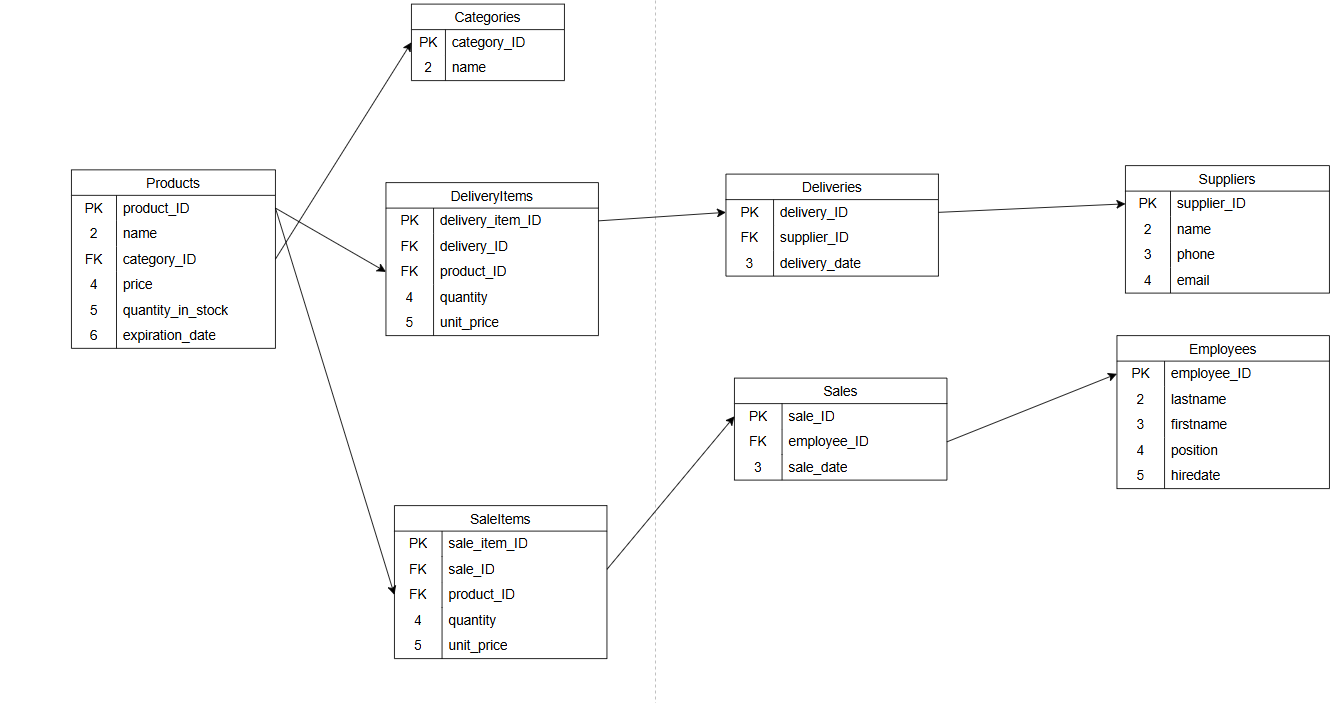 Categories
PK category_ID
2 name
Products
PK product_ID
2 name
FK category_ID
4 price
5 quantity_in_stock
6 expiration_date
DeliveryItems
PK delivery_item_ID
FK delivery_ID
FK product_ID
4 quantity
5 unit_price
Deliveries
PK delivery_ID
FK supplier_ID
3 delivery_date
Suppliers
PK supplier_ID
2 name
3 phone
4 email
Employees
PK employee_ID
2 lastname
3 firstname
4 position
5 hiredate
Sales
PK sale_ID
FK employee_ID
3 sale_date
SaleItems
PK sale_item_ID
FK sale_ID
FK product_ID
4 quantity
5 unit_price